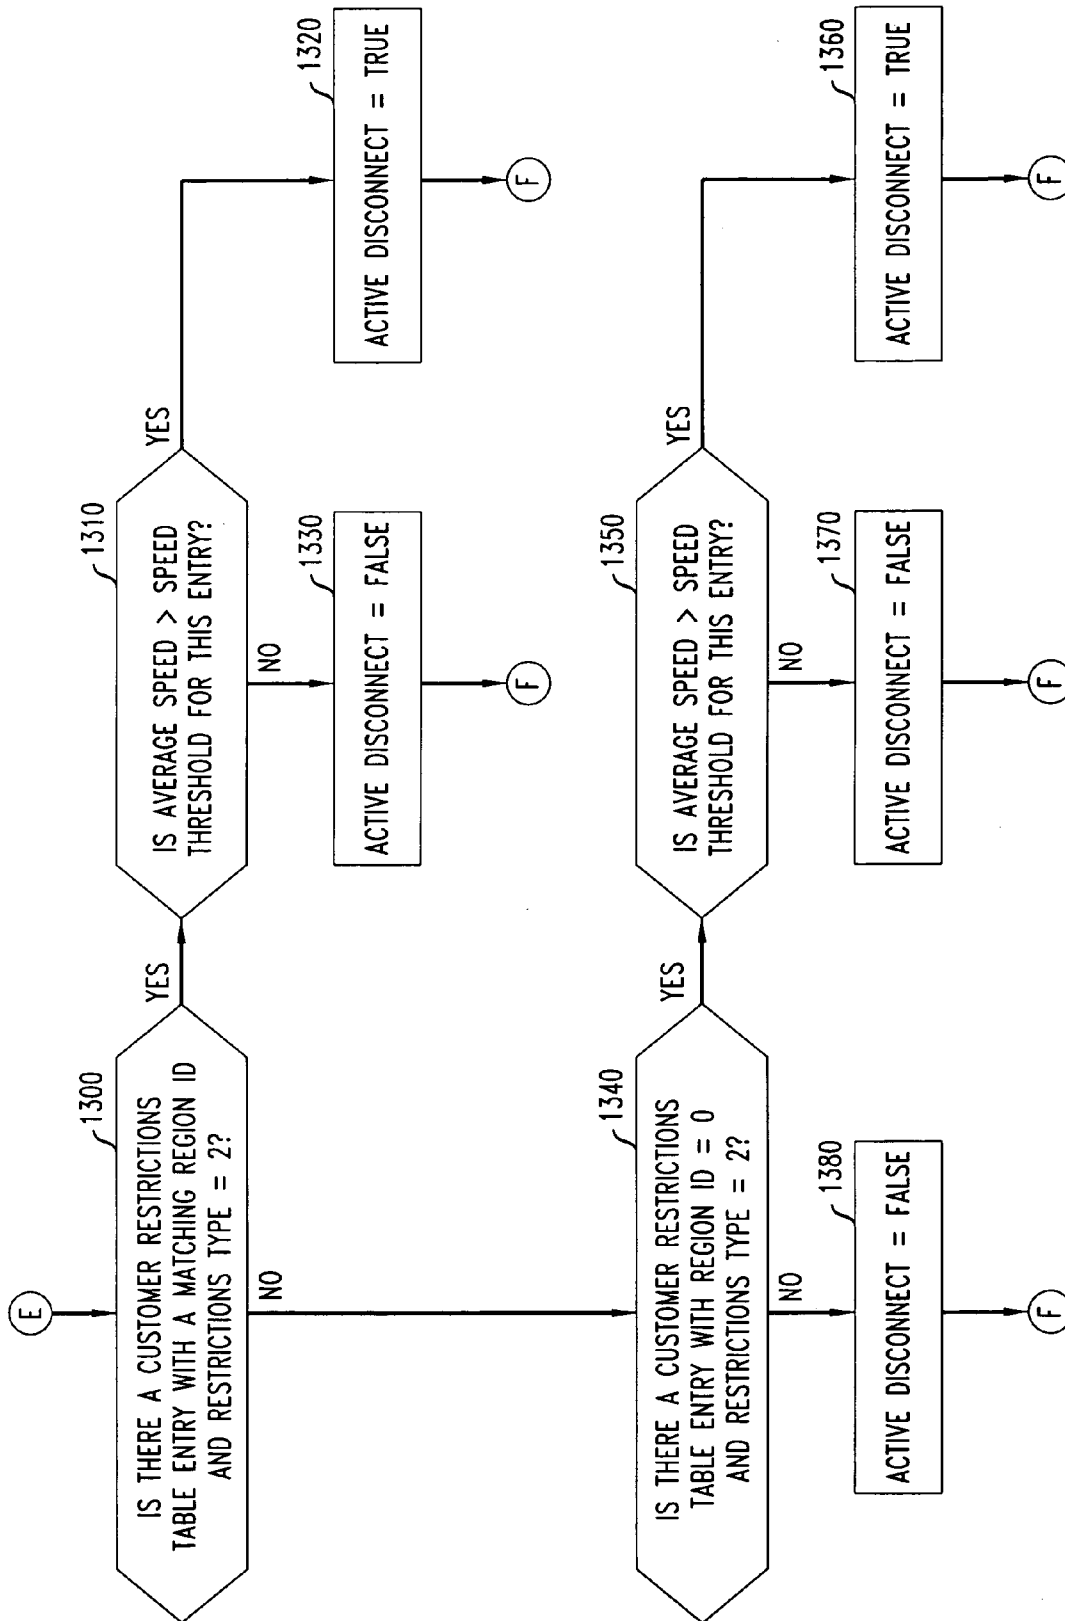 E
1300
IS THERE A CUSTOMER RESTRICTIONS
TABLE ENTRY WITH A MATCHING REGION ID
AND RESTRICTIONS TYPE = 2?
YES
NO
1310
IS AVERAGE SPEED > SPEED
THRESHOLD FOR THIS ENTRY?
YES
NO
1320
ACTIVE DISCONNECT = TRUE
F
1330
ACTIVE DISCONNECT = FALSE
F
1340
IS THERE A CUSTOMER RESTRICTIONS
TABLE ENTRY WITH REGION ID = 0
AND RESTRICTIONS TYPE = 2?
YES
NO
1350
IS AVERAGE SPEED > SPEED
THRESHOLD FOR THIS ENTRY?
YES
NO
1360
ACTIVE DISCONNECT = TRUE
F
1370
ACTIVE DISCONNECT = FALSE
F
1380
ACTIVE DISCONNECT = FALSE
F